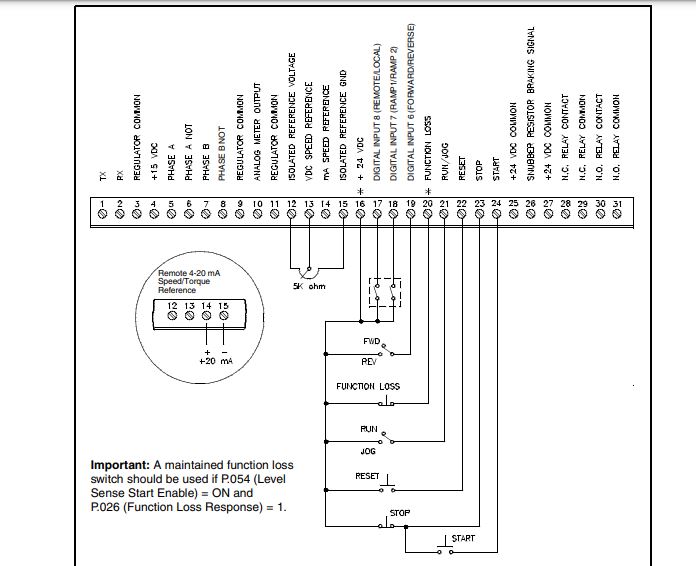 TX
RX
REGULATOR COMMON
+15 VDC
PHASE A
PHASE A NOT
PHASE B
PHASE B NOT
REGULATOR COMMON
ANALOG METER OUTPUT
REGULATOR COMMON
ISOLATED REFERENCE VOLTAGE
VDC SPEED REFERENCE
mA SPEED REFERENCE
ISOLATED REFERENCE GND
* + 24 VDC
DIGITAL INPUT 8 (REMOTE/LOCAL)
DIGITAL INPUT 7 (RAMP1/RAMP 2)
DIGITAL INPUT 6 (FORWARD/REVERSE)
* FUNCTION LOSS
RUN/JOG
RESET
STOP
START
+24 VDC COMMON
SNUBBER RESISTOR BRAKING SIGNAL
+24 VDC COMMON
N.C. RELAY CONTACT
N.C. RELAY COMMON
N.O. RELAY CONTACT
N.O. RELAY COMMON
1 2 3 4 5 6 7 8 9 10 11 12 13 14 15 16 17 18 19 20 21 22 23 24 25 26 27 28 29 30 31
5K ohm
Remote 4-20 mA
Speed/Torque
Reference
12 13 14 15
+ −
+20 mA
FWD
REV
FUNCTION LOSS
RUN
JOG
RESET
STOP
START
Important: A maintained function loss
switch should be used if P.054 (Level
Sense Start Enable) = ON and
P.026 (Function Loss Response) = 1.